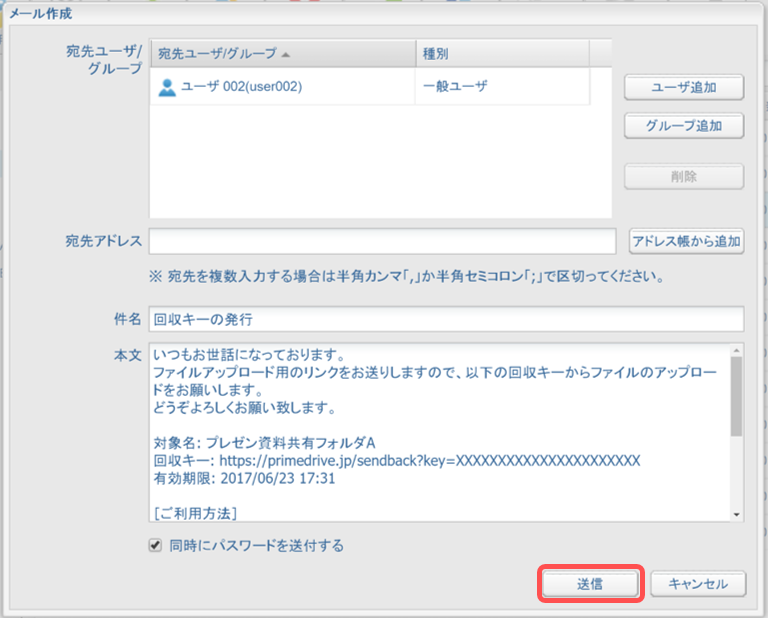 メール作成
宛先ユーザ/
グループ
宛先ユーザ/グループ 種別
ユーザ 002(user002) 一般ユーザ
ユーザ追加
グループ追加
削除
宛先アドレス
アドレス帳から追加
※ 宛先を複数入力する場合は半角カンマ「,」か半角セミコロン「;」で区切ってください。
件名 回収キーの発行
本文
いつもお世話になっております。
ファイルアップロード用のリンクをお送りしますので、以下の回収キーからファイルのアップロー
ドをお願いします。
どうぞよろしくお願い致します。
対象名: プレゼン資料共有フォルダA
回収キー: https://primedrive.jp/sendback?key=XXXXXXXXXXXXXXXXXXXXXX
有効期限: 2017/06/23 17:31
[ご利用方法]
同時にパスワードを送付する
送信 キャンセル